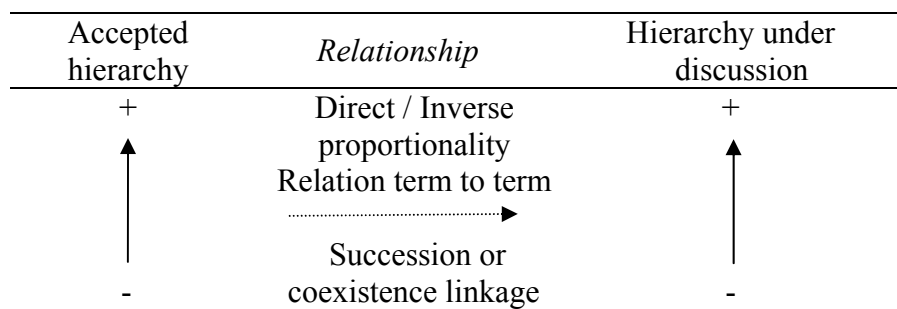 Accepted hierarchy
Relationship
Hierarchy under discussion
+
Direct / Inverse
+
proportionality
Relation term to term
Succession or
-
coexistence linkage
-